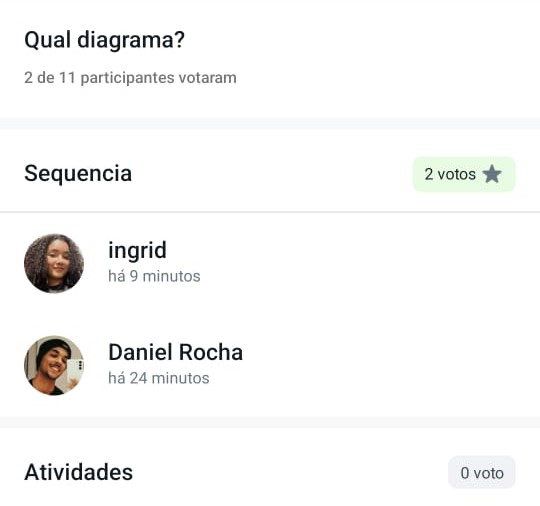 Qual diagrama?
2 de 11 participantes votaram
Sequencia
2 votos
ingrid
há 9 minutos
Daniel Rocha
há 24 minutos
Atividades
0 voto